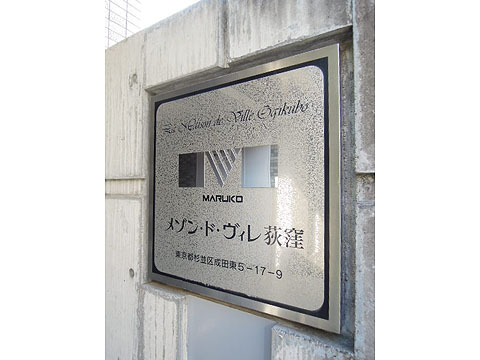 La Maison de Ville Ogikubo
MARUKO
メゾン・ド・ヴィレ荻窪
東京都杉並区成田東5-17-9